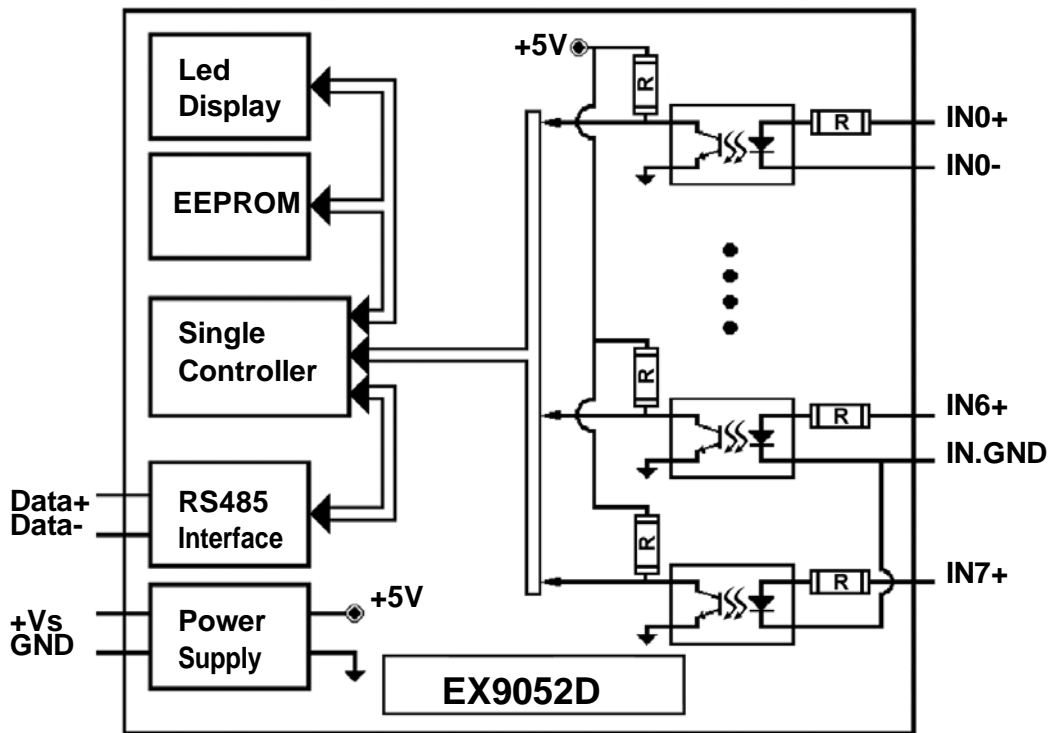 Led
Display
EEPROM
Single
Controller
RS485
Interface
Power
Supply
Data+
Data-
+Vs
GND
+5V
+5V
R
R
IN0+
IN0-
R
R
IN6+
IN.GND
R
R
IN7+
EX9052D